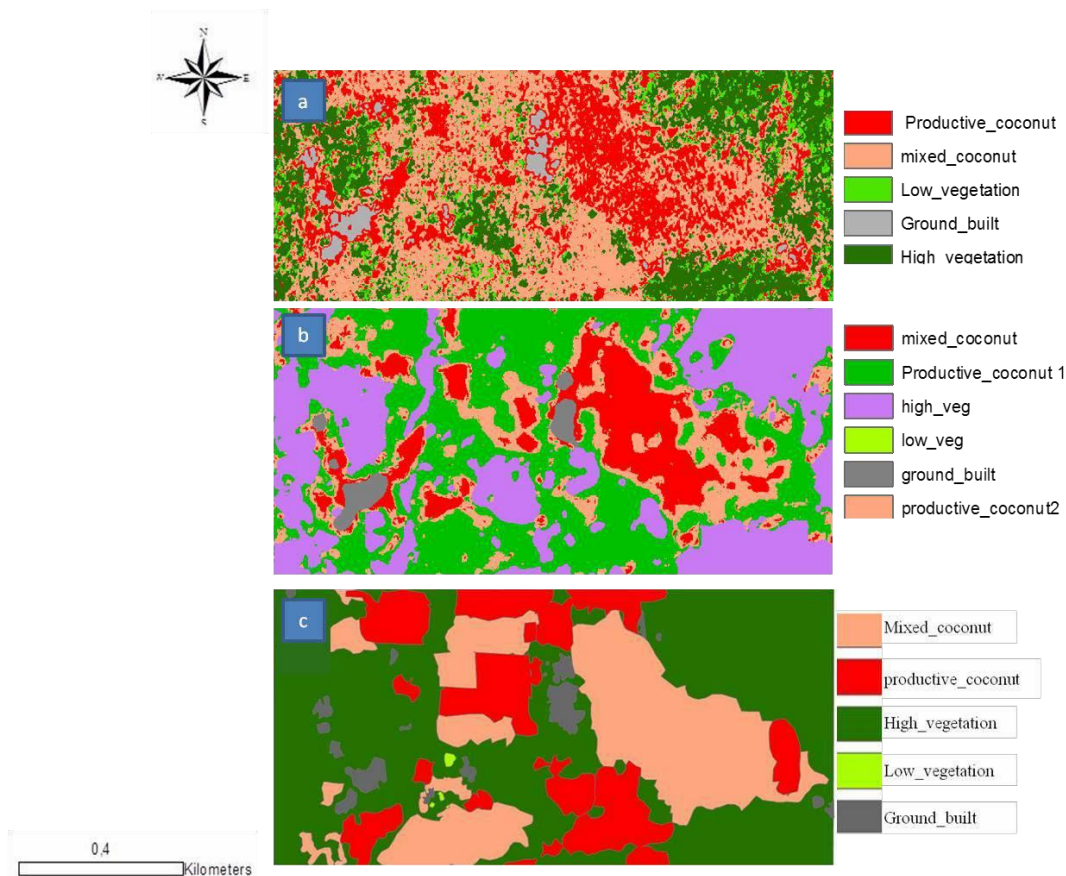 N
W
E
S
a
Productive_coconut
mixed_coconut
Low_vegetation
Ground_built
High_vegetation
b
mixed_coconut
Productive_coconut 1
high_veg
low_veg
ground_built
productive_coconut2
c
Mixed_coconut
productive_coconut
High_vegetation
Low_vegetation
Ground_built
0,4
Kilometers